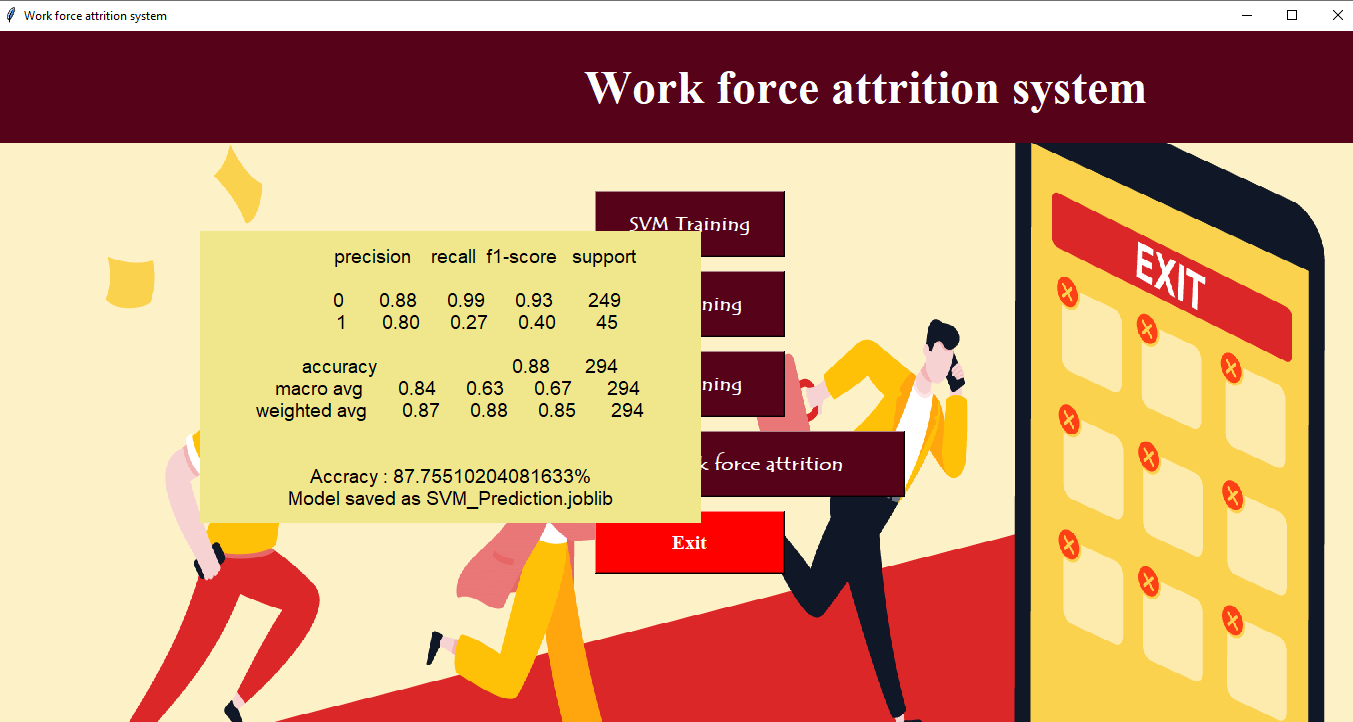 Work force attrition system
Work force attrition system
EXIT
SVM Training
precision recall f1-score support
0 0.88 0.99 0.93 249
1 0.80 0.27 0.40 45
accuracy 0.88 294
macro avg 0.84 0.63 0.67 294
weighted avg 0.87 0.88 0.85 294
Accracy : 87.75510204081633%
Model saved as SVM_Prediction.joblib
ning
ning
k force attrition
Exit